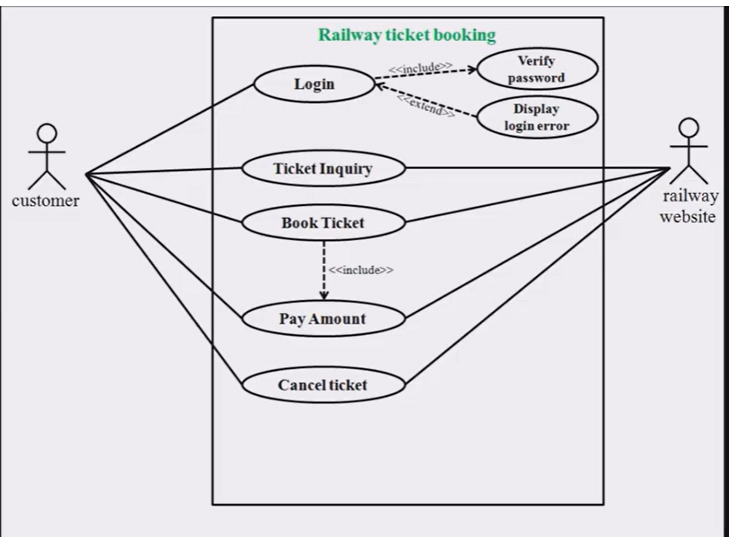 Railway ticket booking
Login
<<include>>
Verify
password
<<extend>>
Display
login error
customer
Ticket Inquiry
railway
website
Book Ticket
<<include>>
Pay Amount
Cancel ticket